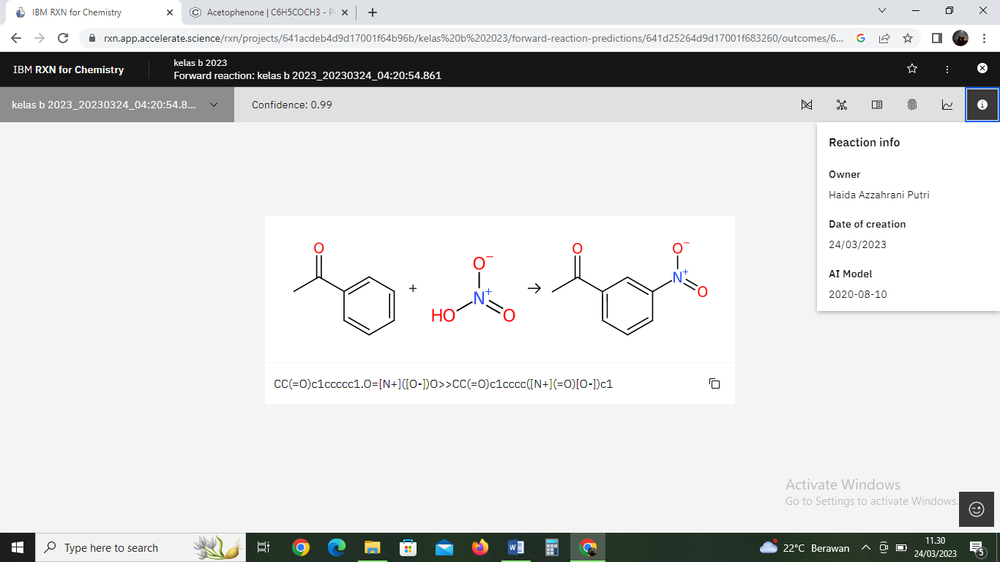 IBM RXN for Chemistry
Acetophenone | C6H5COCH3 - P
rxn.app.accelerate.science/rxn/projects/641acdeb4d9d17001f64b96b/kelas%20b%202023/forward-reaction-predictions/641d25264d9d17001f683260/outcomes/6...
IBM RXN for Chemistry
kelas b 2023
Forward reaction: kelas b 2023_20230324_04:20:54.861
kelas b 2023_20230324_04:20:54.8...
Confidence: 0.99
Reaction info
Owner
Haida Azzahrani Putri
Date of creation
24/03/2023
AI Model
2020-08-10
O
+
O−
N+
HO
O
O
O−
N+
O
CC(=O)c1ccccc1.O=[N+]([O-])O>>CC(=O)c1cccc([N+](=O)[O-])c1
Activate Windows
Go to Settings to activate Windows.
Type here to search
22°C Berawan
11.30
24/03/2023
5